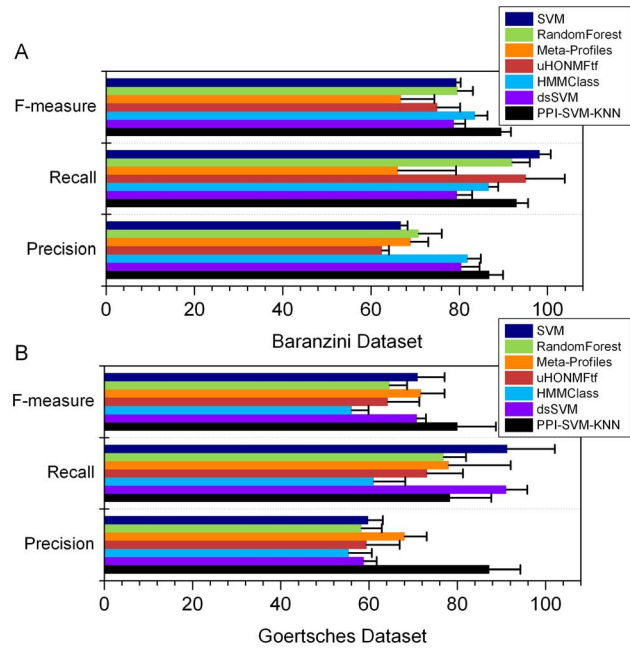 A
SVM
RandomForest
Meta-Profiles
uHONMFtf
HMMClass
dsSVM
PPI-SVM-KNN
F-measure
Recall
Precision
0 20 40 60 80 100
Baranzini Dataset
B
SVM
RandomForest
Meta-Profiles
uHONMFtf
HMMClass
dsSVM
PPI-SVM-KNN
F-measure
Recall
Precision
0 20 40 60 80 100
Goertsches Dataset